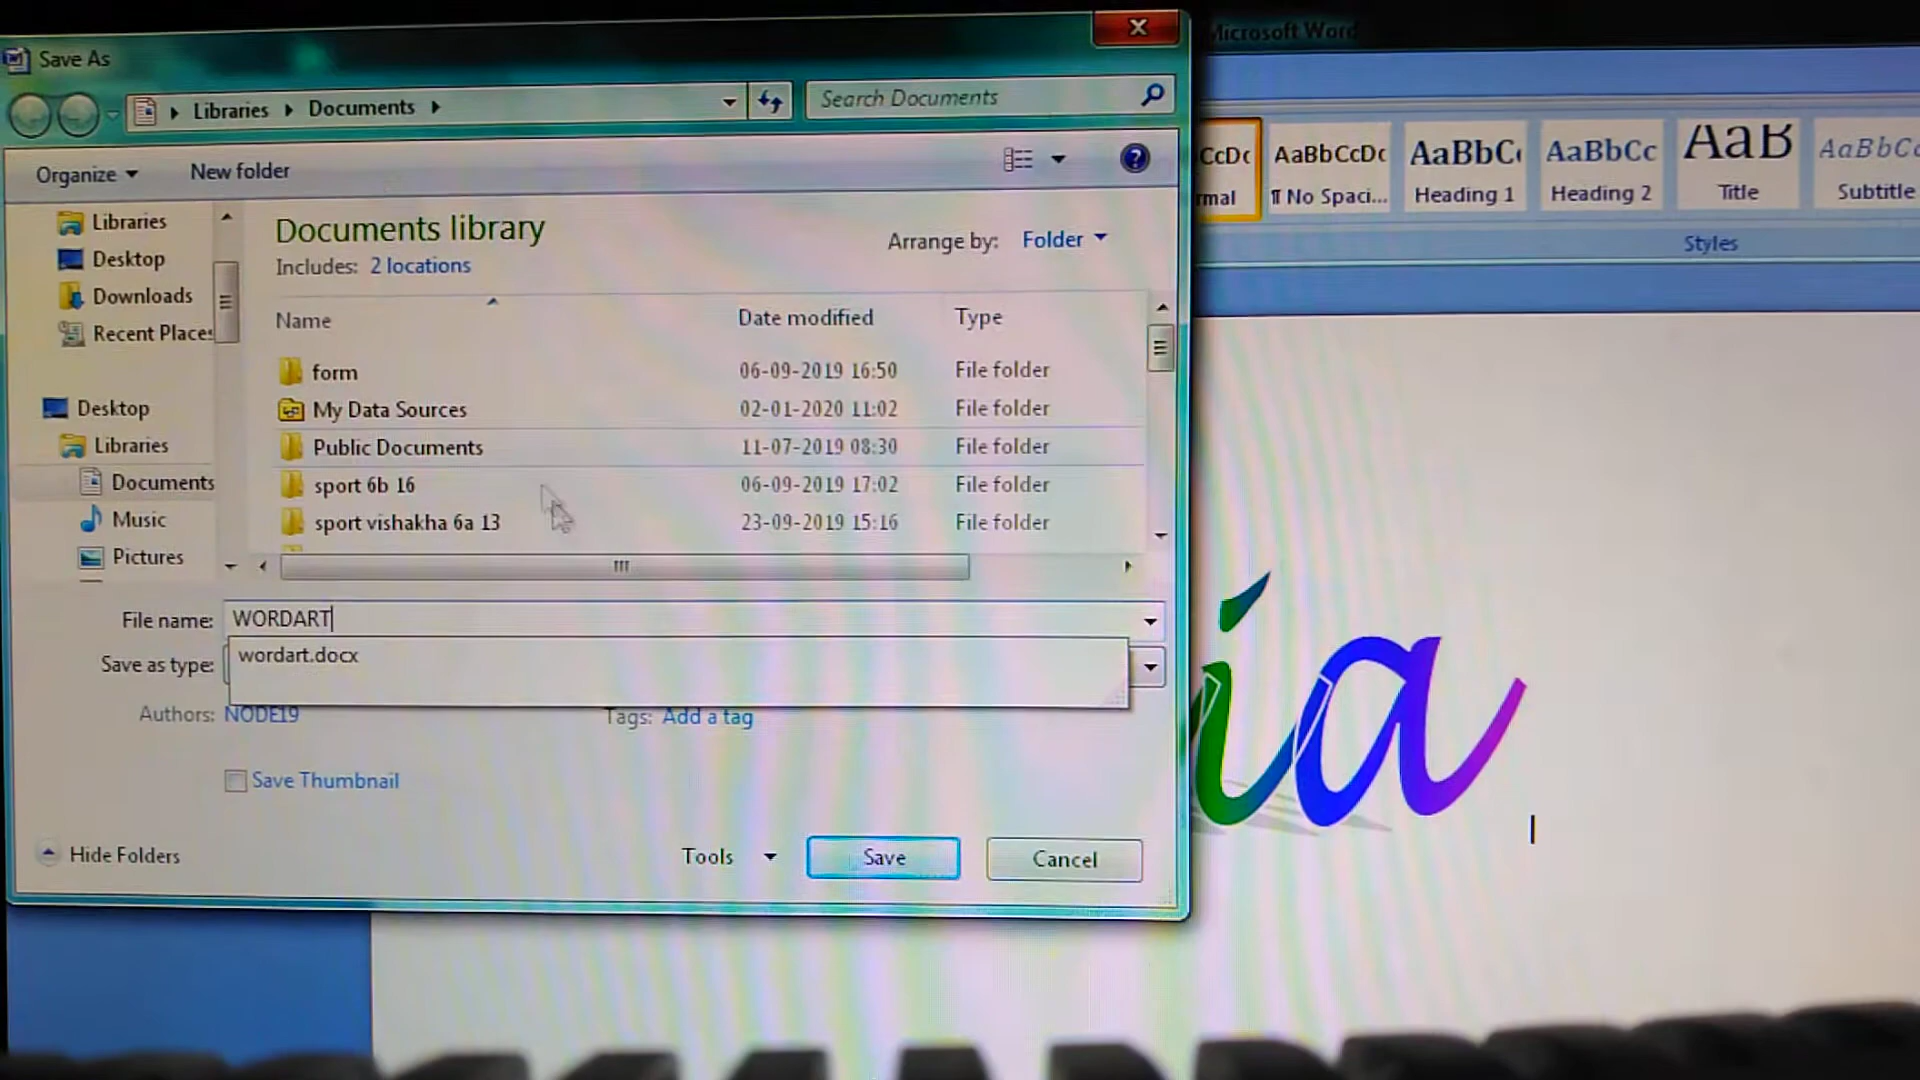 Microsoft Word
Save As
Libraries Documents
Search Documents
Organize
New folder
Libraries
Desktop
Downloads
Recent Places
Desktop
Libraries
Documents
Music
Pictures
Documents library
Includes: 2 locations
Arrange by: Folder
Name Date modified Type
form 06-09-2019 16:50 File folder
My Data Sources 02-01-2020 11:02 File folder
Public Documents 11-07-2019 08:30 File folder
sport 6b 16 06-09-2019 17:02 File folder
sport vishakha 6a 13 23-09-2019 15:16 File folder
File name: WORDART
wordart.docx
Save as type:
Authors: NODE19
Tags: Add a tag
Save Thumbnail
Hide Folders
Tools
Save
Cancel
CcDc AaBbCcDc AaBbC AaBbCc AaB AaBbCc
mal ¶ No Spaci... Heading 1 Heading 2 Title Subtitle
Styles
ia